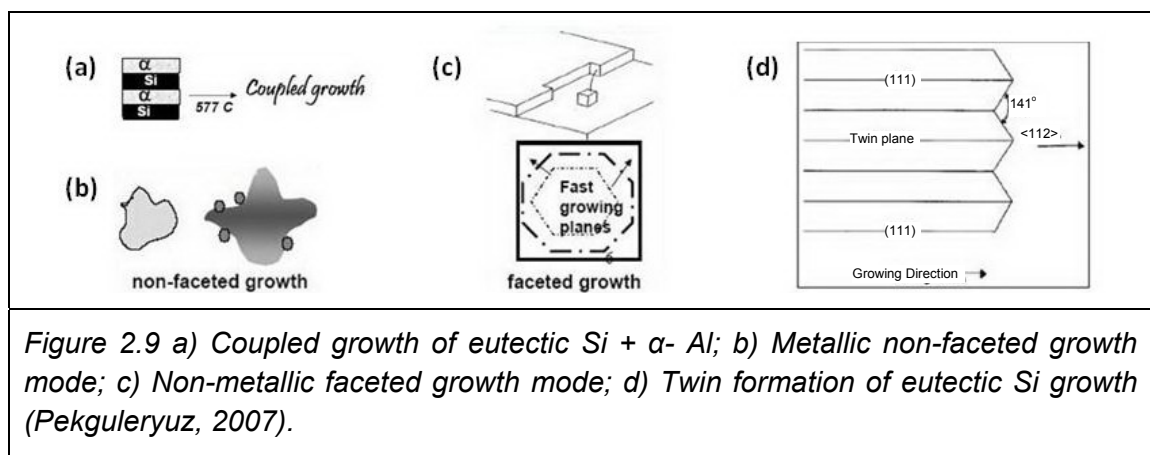 (a)
α
Si
α
Si
577 C
Coupled growth
(b)
non-faceted growth
(c)
Fast
growing
planes
6
faceted growth
(d)
(111)
141°
<112>
Twin plane
(111)
Growing Direction
Figure 2.9 a) Coupled growth of eutectic Si + α- Al; b) Metallic non-faceted growth
mode; c) Non-metallic faceted growth mode; d) Twin formation of eutectic Si growth
(Pekguleryuz, 2007).